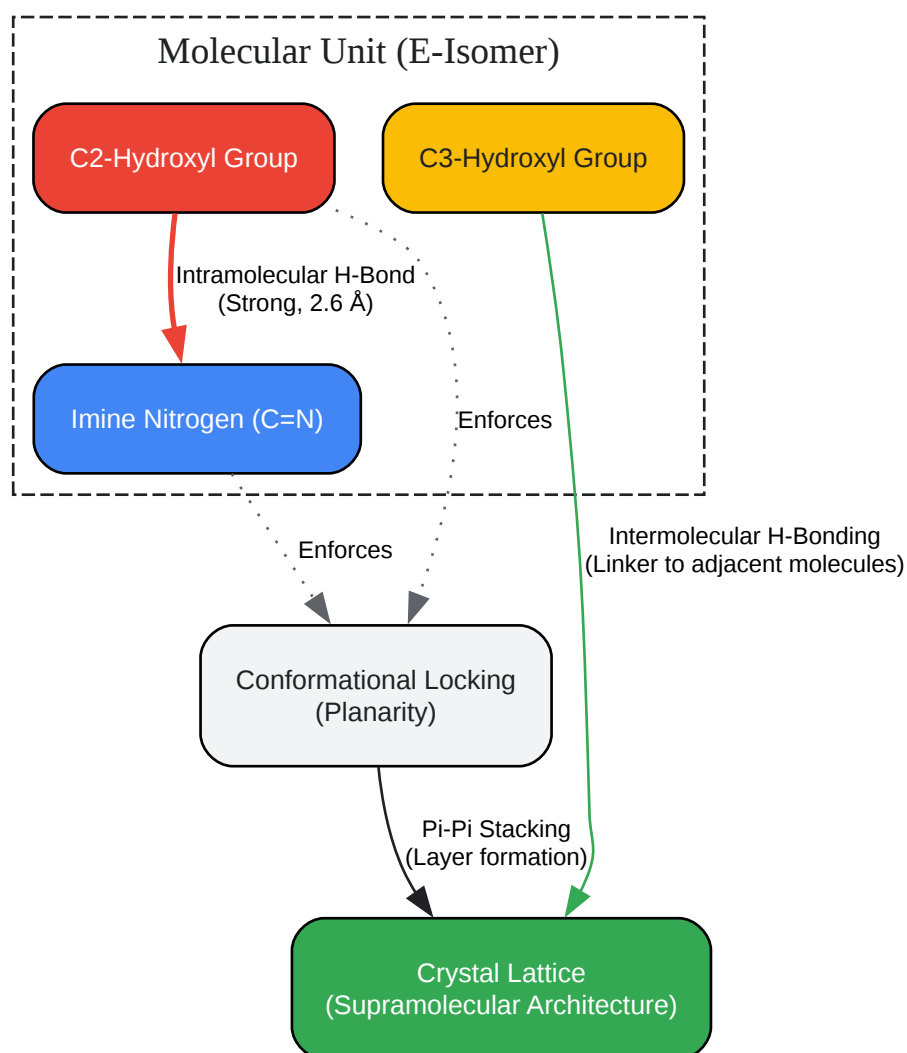 Molecular Unit (E-Isomer)
C2-Hydroxyl Group
C3-Hydroxyl Group
Intramolecular H-Bond
(Strong, 2.6 Å)
Imine Nitrogen (C=N)
Enforces
Enforces
Intermolecular H-Bonding
(Linker to adjacent molecules)
Conformational Locking
(Planarity)
Pi-Pi Stacking
(Layer formation)
Crystal Lattice
(Supramolecular Architecture)